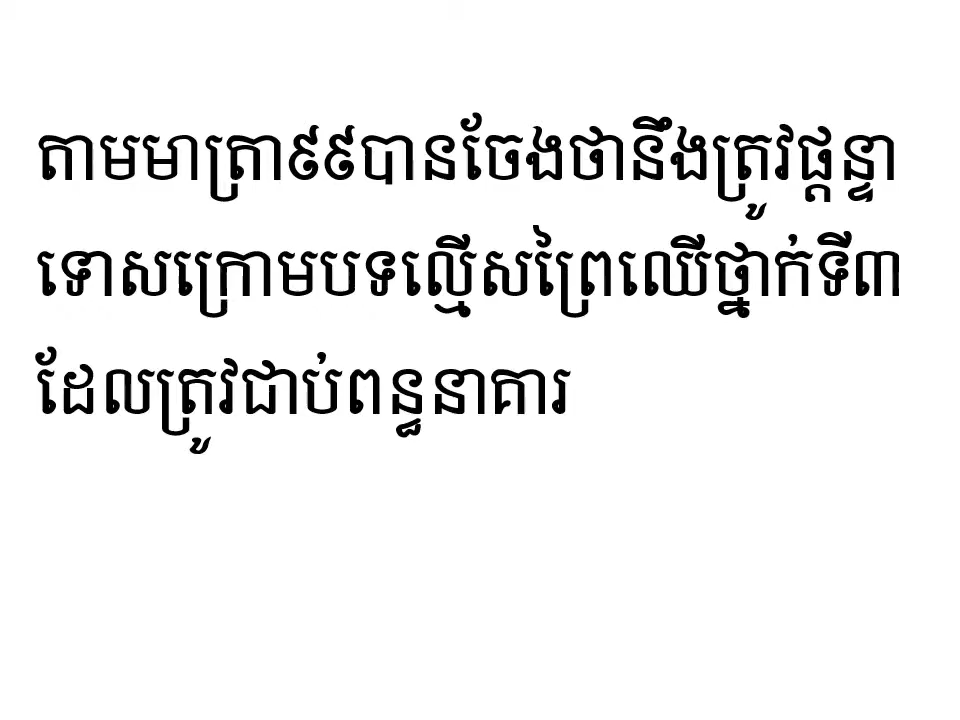 តាមមាត្រា៩៩បានចែងថានឹងត្រូវផ្តន្ទា
ទោសក្រោមបទល្មើសព្រៃឈើថ្នាក់ទី៣
ដែលត្រូវជាប់ពន្ធនាគារ